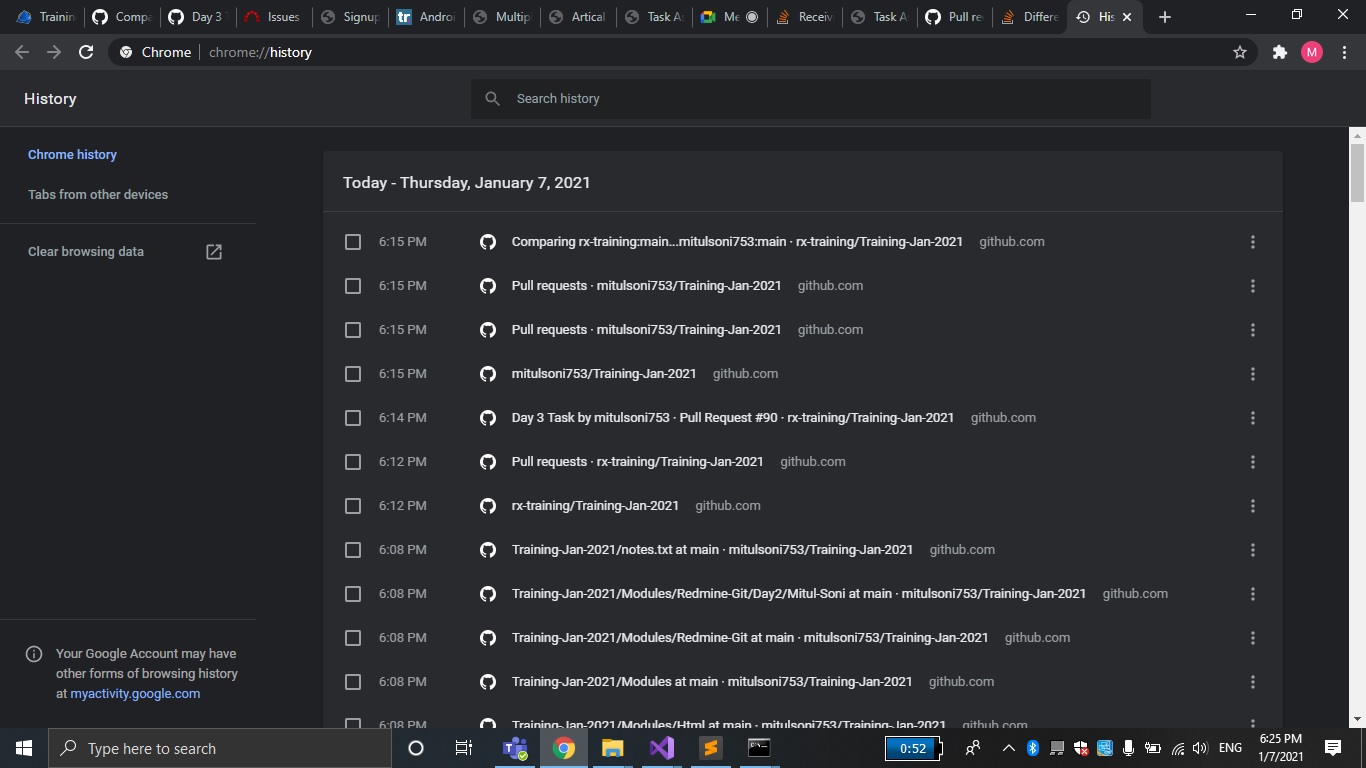 Trainin
Compa
Day 3 T
Issues
Signup
tr Androi
Multip
Artical
Task A
Me
Receiv
Task A
Pull re
Differe
His
Chrome chrome://history M
History
Search history
Chrome history
Tabs from other devices
Clear browsing data
Today - Thursday, January 7, 2021
6:15 PM Comparing rx-training:main...mitulsoni753:main · rx-training/Training-Jan-2021 github.com
6:15 PM Pull requests · mitulsoni753/Training-Jan-2021 github.com
6:15 PM Pull requests · mitulsoni753/Training-Jan-2021 github.com
6:15 PM mitulsoni753/Training-Jan-2021 github.com
6:14 PM Day 3 Task by mitulsoni753 · Pull Request #90 · rx-training/Training-Jan-2021 github.com
6:12 PM Pull requests · rx-training/Training-Jan-2021 github.com
6:12 PM rx-training/Training-Jan-2021 github.com
6:08 PM Training-Jan-2021/notes.txt at main · mitulsoni753/Training-Jan-2021 github.com
6:08 PM Training-Jan-2021/Modules/Redmine-Git/Day2/Mitul-Soni at main · mitulsoni753/Training-Jan-2021 github.com
6:08 PM Training-Jan-2021/Modules/Redmine-Git at main · mitulsoni753/Training-Jan-2021 github.com
6:08 PM Training-Jan-2021/Modules at main · mitulsoni753/Training-Jan-2021 github.com
6:08 PM Training-Jan-2021/Modules/Html at main · mitulsoni753/Training-Jan-2021 github.com
Your Google Account may have
other forms of browsing history
at myactivity.google.com
Type here to search
0:52
ENG
6:25 PM
1/7/2021